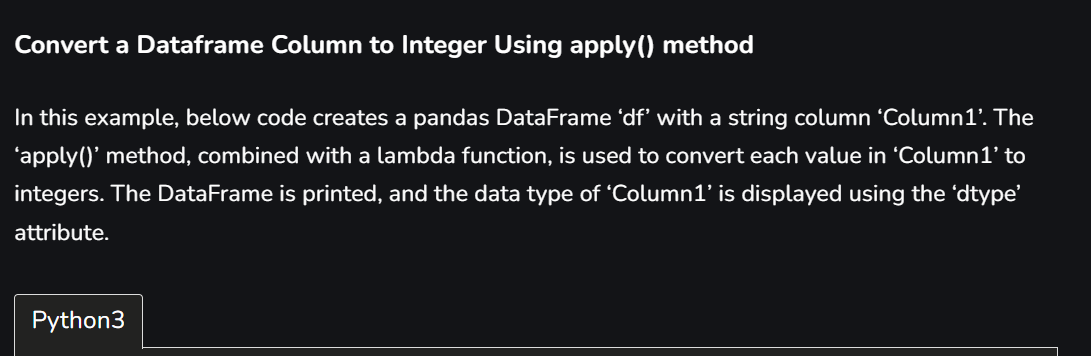 Convert a Dataframe Column to Integer Using apply() method
In this example, below code creates a pandas DataFrame ‘df’ with a string column ‘Column1’. The
‘apply()’ method, combined with a lambda function, is used to convert each value in ‘Column1’ to
integers. The DataFrame is printed, and the data type of ‘Column1’ is displayed using the ‘dtype’
attribute.
Python3